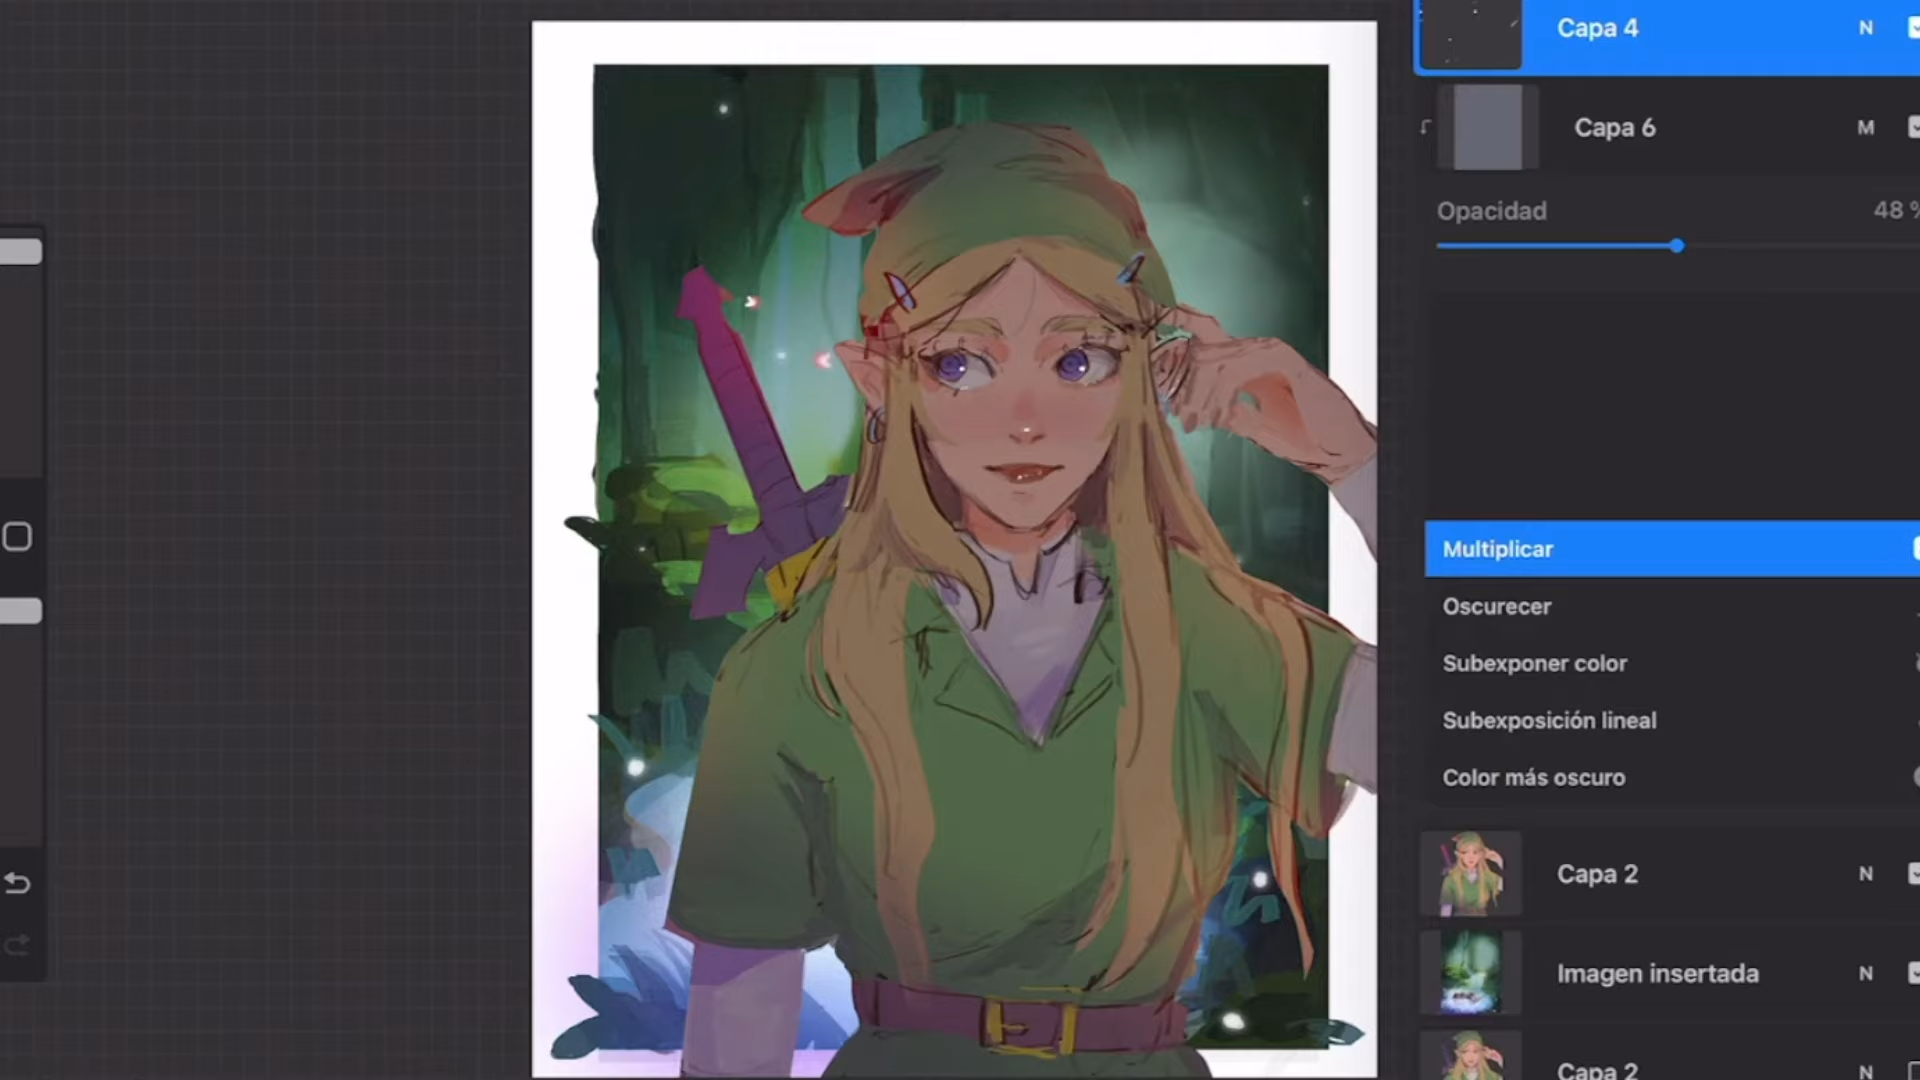 Capa 4 N
Capa 6 M
Opacidad 48 %
Multiplicar
Oscurecer
Subexponer color
Subexposición lineal
Color más oscuro
Capa 2 N
Imagen insertada N
Capa 2 N